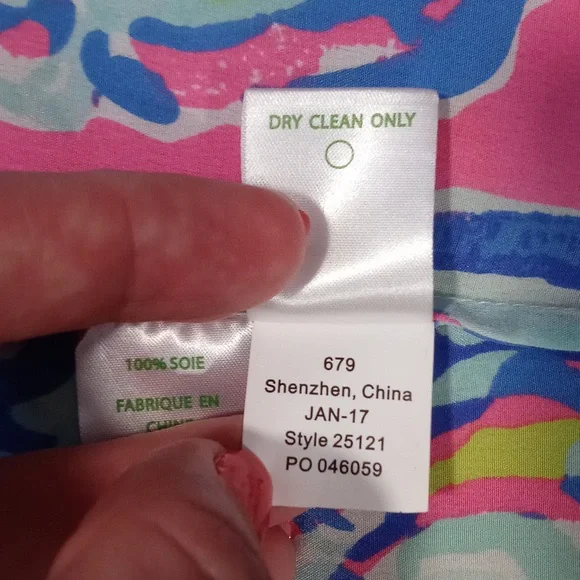 DRY CLEAN ONLY
100% SOIE
FABRIQUE EN
679
Shenzhen, China
JAN-17
Style 25121
PO 046059